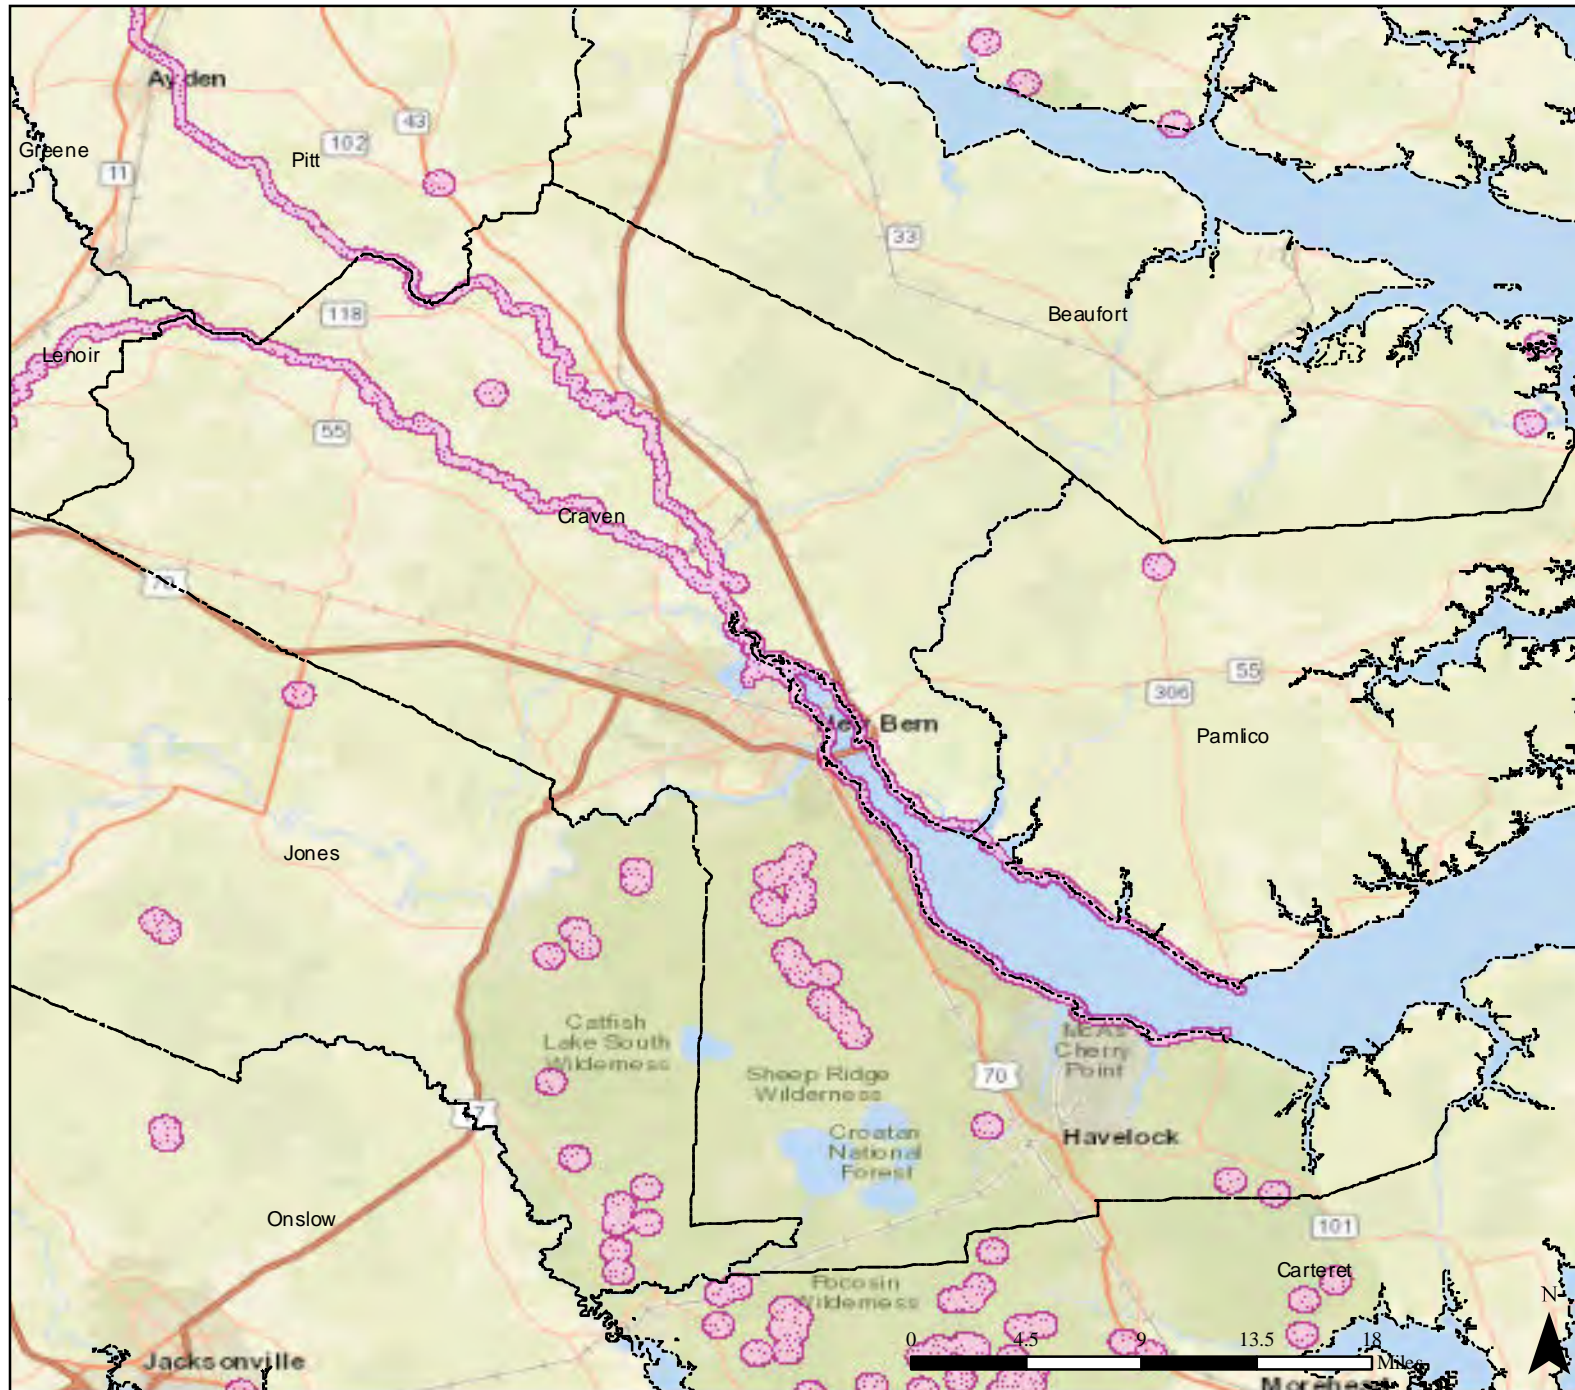 Ayden
43
102
Greene
Pitt
11
33
118
Beaufort
Lenoir
55
Craven
70
55
306
New Bern
Pamlico
Jones
Catfish
Lake South
Wilderness
MCAS
Cherry
Point
Sheep Ridge
Wilderness
70
17
Croatan
National
Forest
Havelock
Onslow
101
Carteret
Pocosin
Wilderness
N
0 4.5 9 13.5 18
Miles
Jacksonville